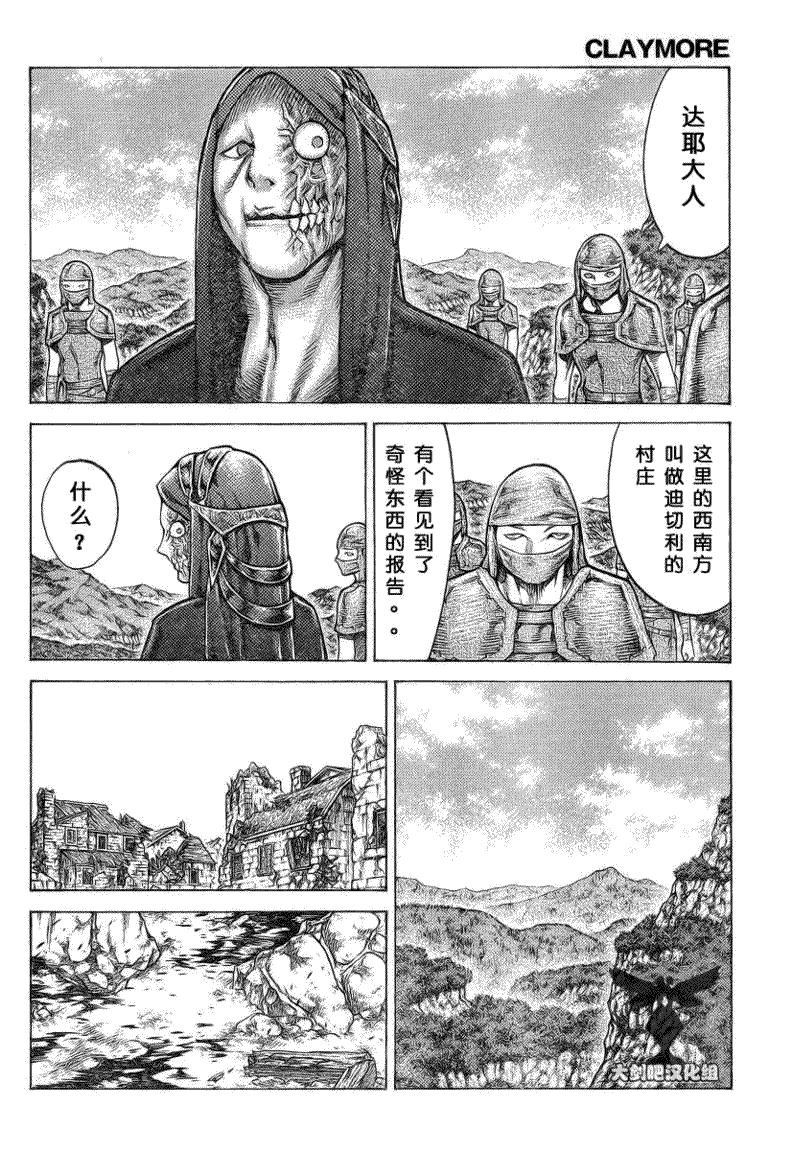 CLAYMORE
达耶大人
这里的西南方
叫做迪切利的
村庄
有个看见到了
奇怪东西的报告。。
什么？
大剑吧汉化组